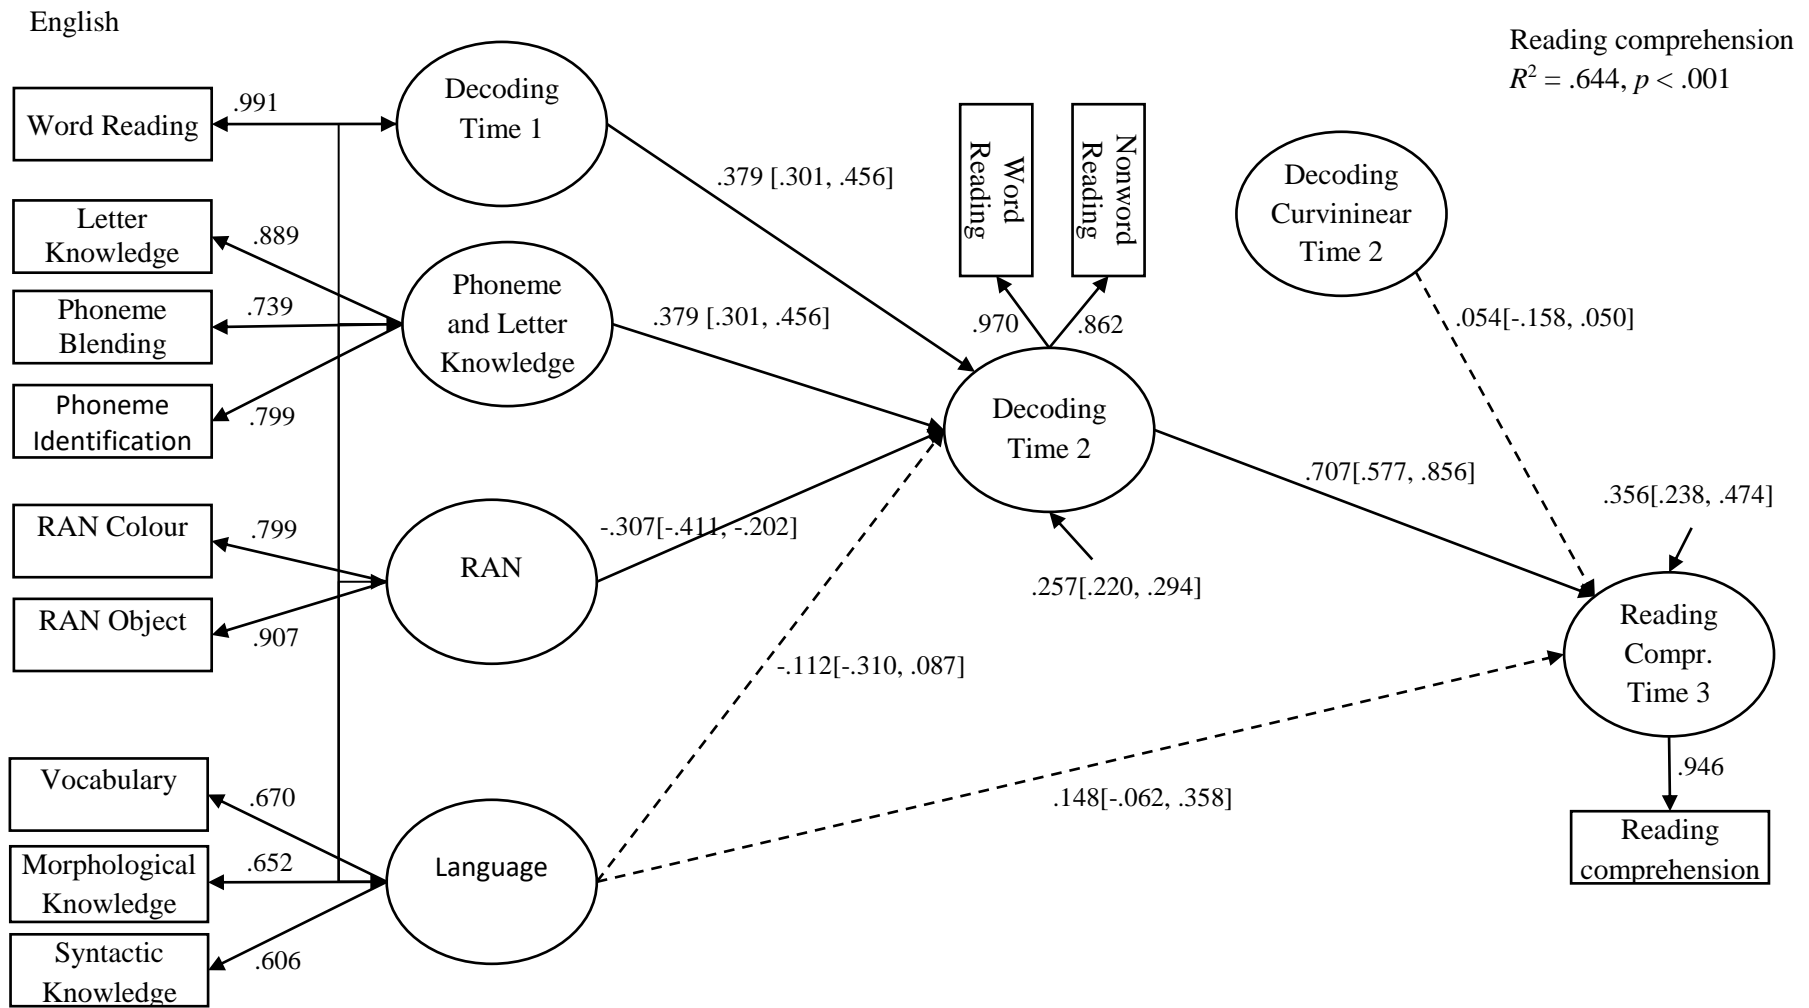 English
Reading comprehension
R² = .644, p < .001
Word Reading
.991
Decoding
Time 1
.379 [.301, .456]
Letter
Knowledge
.889
Phoneme
Blending
.739
Phoneme
Identification
.799
Phoneme
and Letter
Knowledge
.379 [.301, .456]
Word
Reading
Nonword
Reading
.970
.862
Decoding
Time 2
.257[.220, .294]
Decoding
Curvininear
Time 2
.054[-.158, .050]
.707[.577, .856]
.356[.238, .474]
RAN Colour
.799
RAN Object
.907
RAN
-.307[-.411, -.202]
-.112[-.310, .087]
Reading
Compr.
Time 3
.946
Reading
comprehension
Vocabulary
.670
Morphological
Knowledge
.652
Syntactic
Knowledge
.606
Language
.148[-.062, .358]